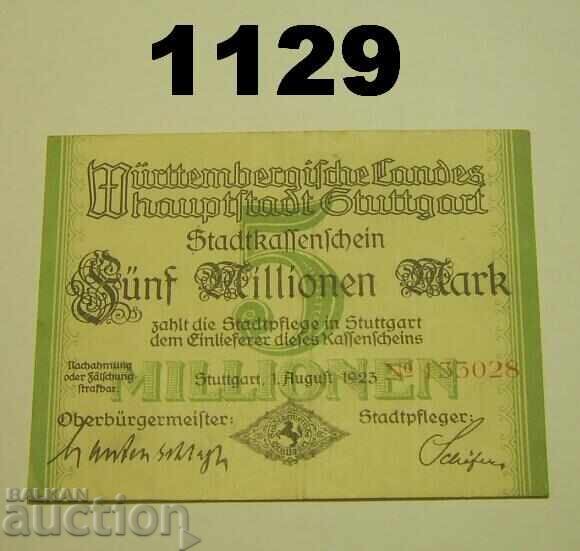 1129
Württembergische Landes
hauptstadt Stuttgart
Stadtkassenschein
5
Fünf Millionen Mark
zahlt die Stadtpflege in Stuttgart
dem Einlieferer dieses Kassenscheins
MILLIONEN
Nachahmung
oder Fälschung
strafbar.
Stuttgart, 1. August 1923
Oberbürgermeister:
Stadtpfleger:
BALKAN
auction